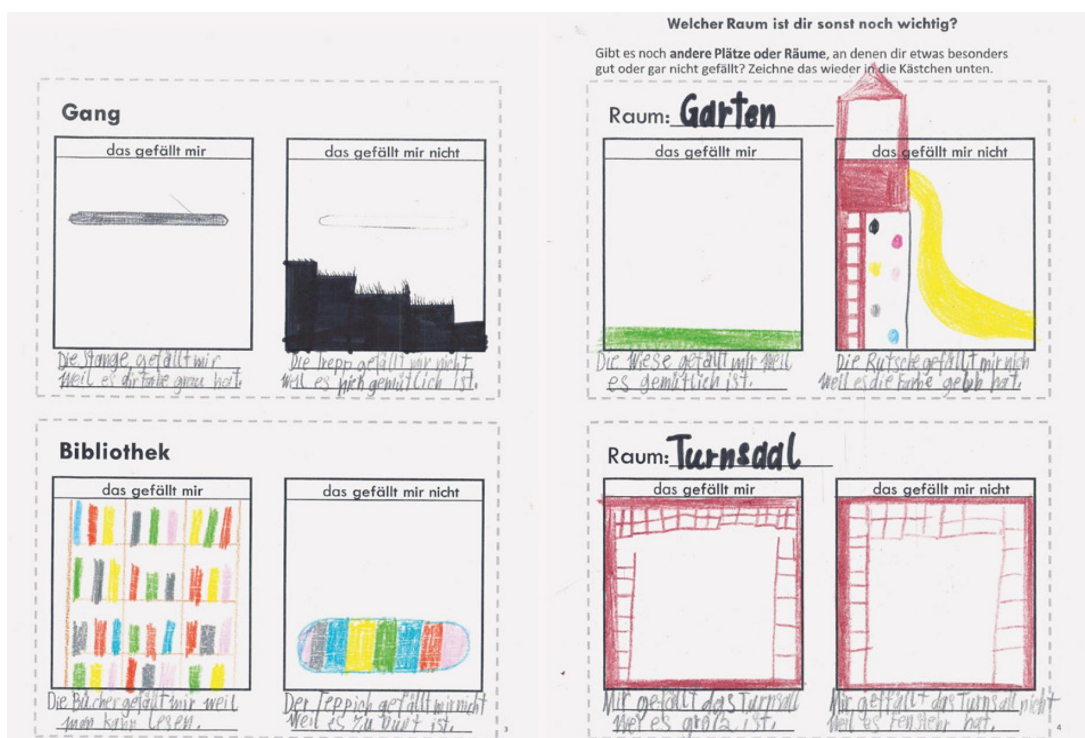 Gang
das gefällt mir
das gefällt mir nicht
Die Stange gefällt mir
weil es die farbe grau hat.
Die Trepp gefällt mir nicht
weil es nich gemütlich ist.
Bibliothek
das gefällt mir
das gefällt mir nicht
Die Bücher gefällt mir weil
man kann lesen.
Der Teppich gefällt mir nicht
weil es zu bunt ist.
3
Welcher Raum ist dir sonst noch wichtig?
Gibt es noch andere Plätze oder Räume, an denen dir etwas besonders
gut oder gar nicht gefällt? Zeichne das wieder in die Kästchen unten.
Raum: Garten
das gefällt mir
das gefällt mir nicht
Die Wiese gefällt mir weil
es gemütlich ist.
Die Rutsche gefällt mir nich
weil es die Farbe gelb hat.
Raum: Turnsaal
das gefällt mir
das gefällt mir nicht
Mir gefällt das Turnsall
weil es groß ist.
Mir geffällt das Turnsaal nicht
weil es Fenster hat.
4